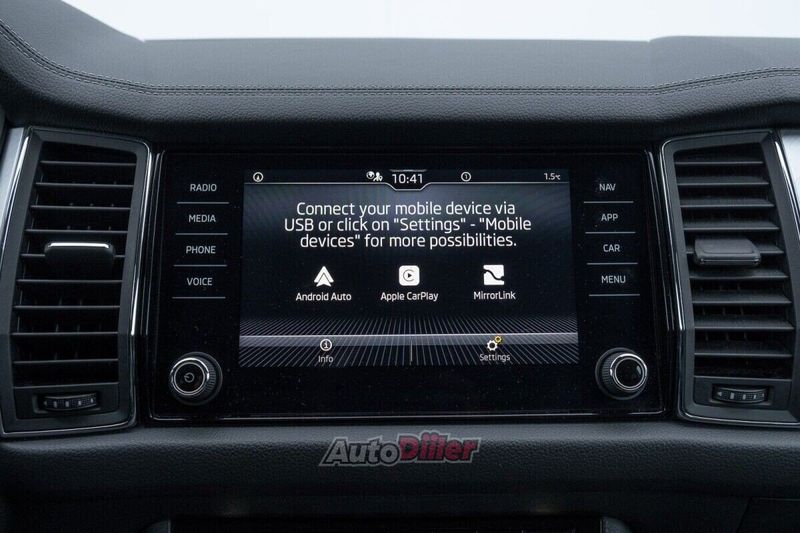 10:41
1.5°C
RADIO
MEDIA
PHONE
VOICE
Connect your mobile device via
USB or click on "Settings" - "Mobile
devices" for more possibilities.
Android Auto
Apple CarPlay
MirrorLink
Info
Settings
NAV
APP
CAR
MENU
AutoDiiler